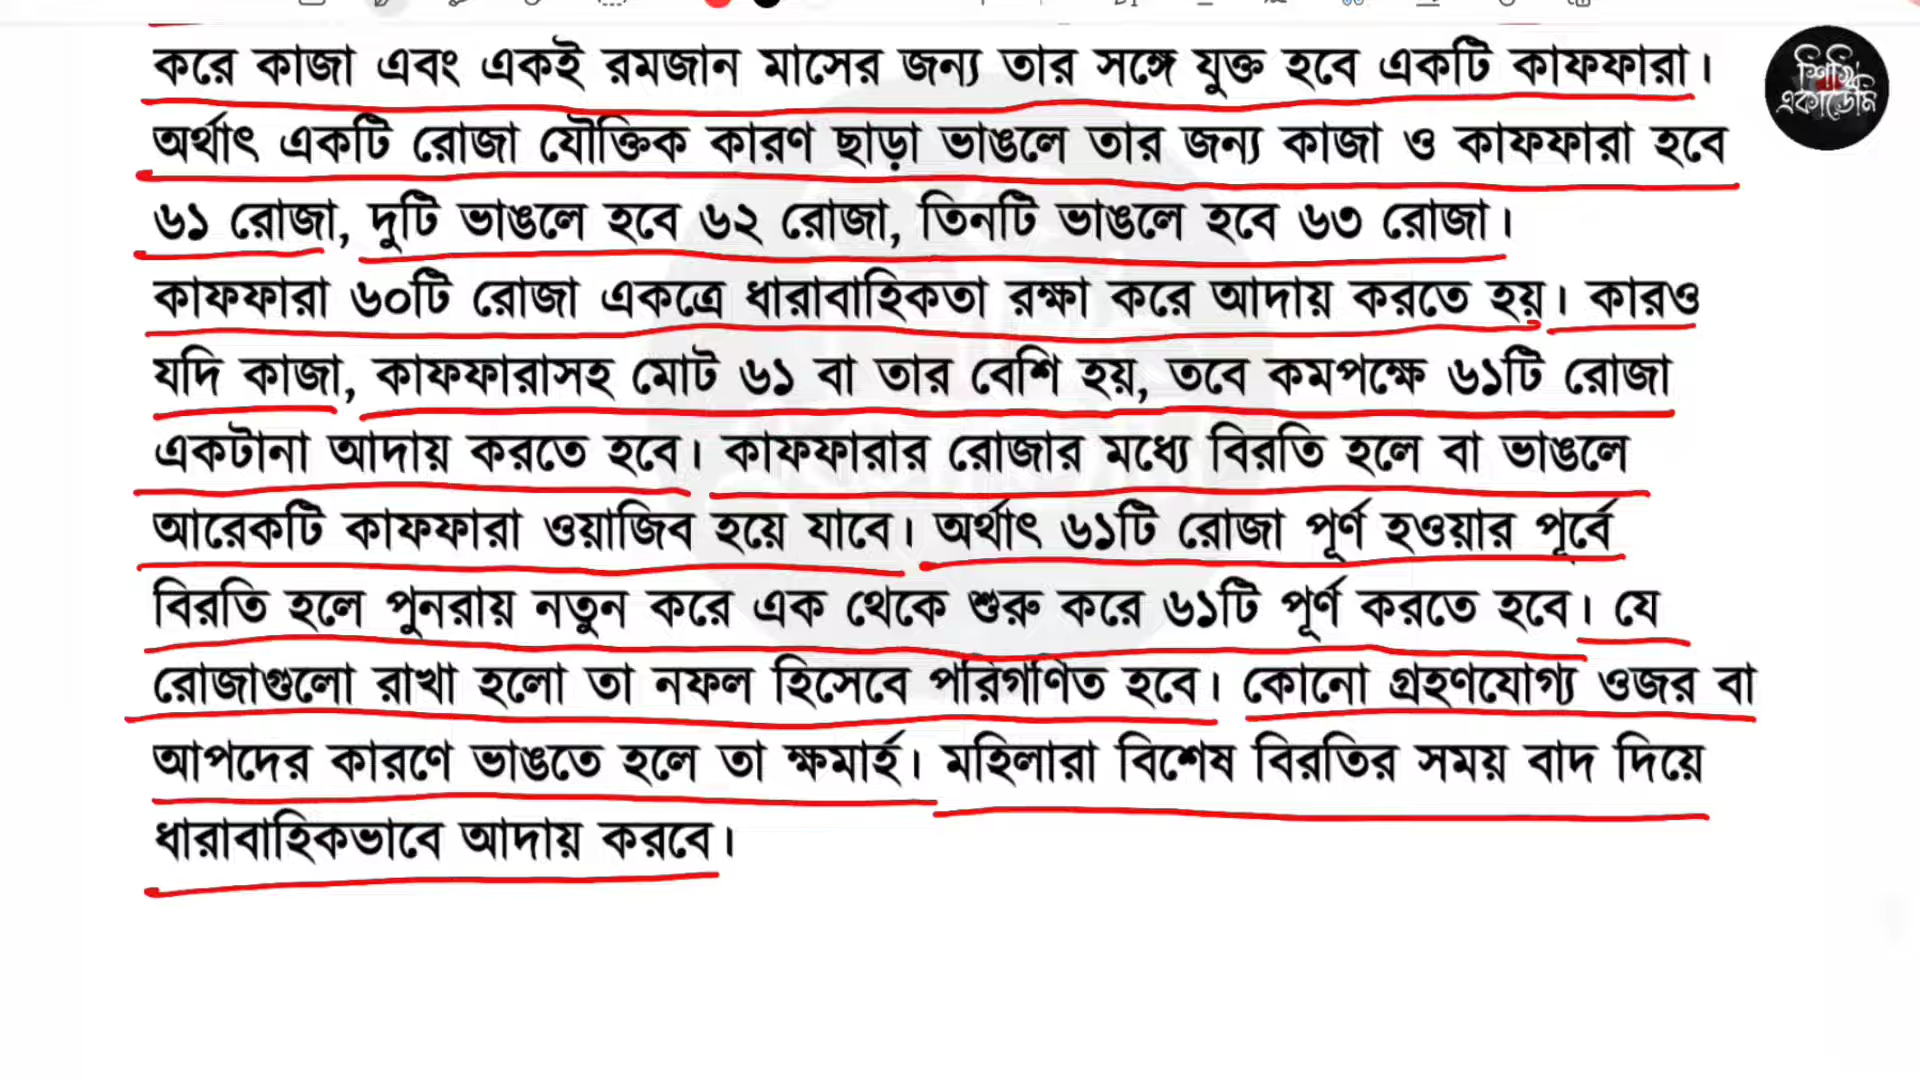 করে কাজা এবং একই রমজান মাসের জন্য তার সঙ্গে যুক্ত হবে একটি কাফফারা।
অর্থাৎ একটি রোজা যৌক্তিক কারণ ছাড়া ভাঙলে তার জন্য কাজা ও কাফফারা হবে
৬১ রোজা, দুটি ভাঙলে হবে ৬২ রোজা, তিনটি ভাঙলে হবে ৬৩ রোজা।
কাফফারা ৬০টি রোজা একত্রে ধারাবাহিকতা রক্ষা করে আদায় করতে হয়। কারও
যদি কাজা, কাফফারাসহ মোট ৬১ বা তার বেশি হয়, তবে কমপক্ষে ৬১টি রোজা
একটানা আদায় করতে হবে। কাফফারার রোজার মধ্যে বিরতি হলে বা ভাঙলে
আরেকটি কাফফারা ওয়াজিব হয়ে যাবে। অর্থাৎ ৬১টি রোজা পূর্ণ হওয়ার পূর্বে
বিরতি হলে পুনরায় নতুন করে এক থেকে শুরু করে ৬১টি পূর্ণ করতে হবে। যে
রোজাগুলো রাখা হলো তা নফল হিসেবে পরিগণিত হবে। কোনো গ্রহণযোগ্য ওজর বা
আপদের কারণে ভাঙতে হলে তা ক্ষমার্হ। মহিলারা বিশেষ বিরতির সময় বাদ দিয়ে
ধারাবাহিকভাবে আদায় করবে।
একাডেমি